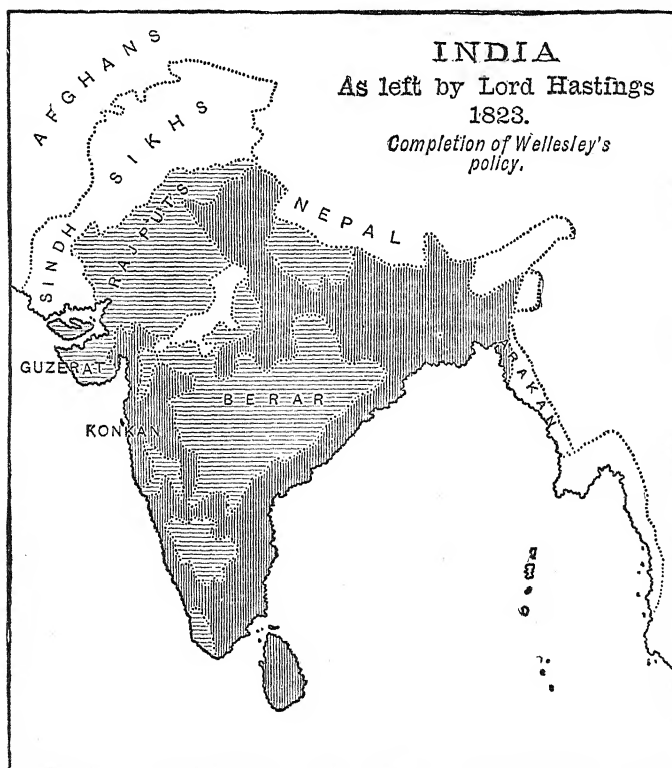 INDIA
As left by Lord Hastings
1823.
Completion of Wellesley's
policy.
AFGHANS
SIKHS
RAJPUTS
SINDH
NEPAL
GUZERAT
BERAR
KONKAN
RAKAN